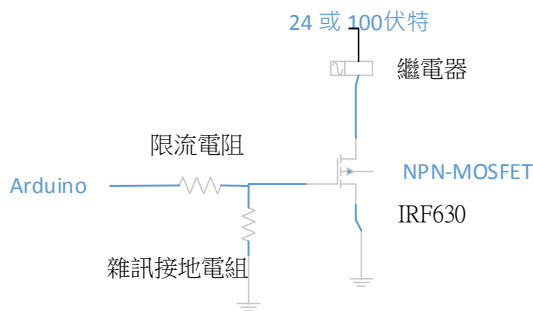 24 或 100伏特
繼電器
限流電阻
Arduino
NPN-MOSFET
IRF630
雜訊接地電組